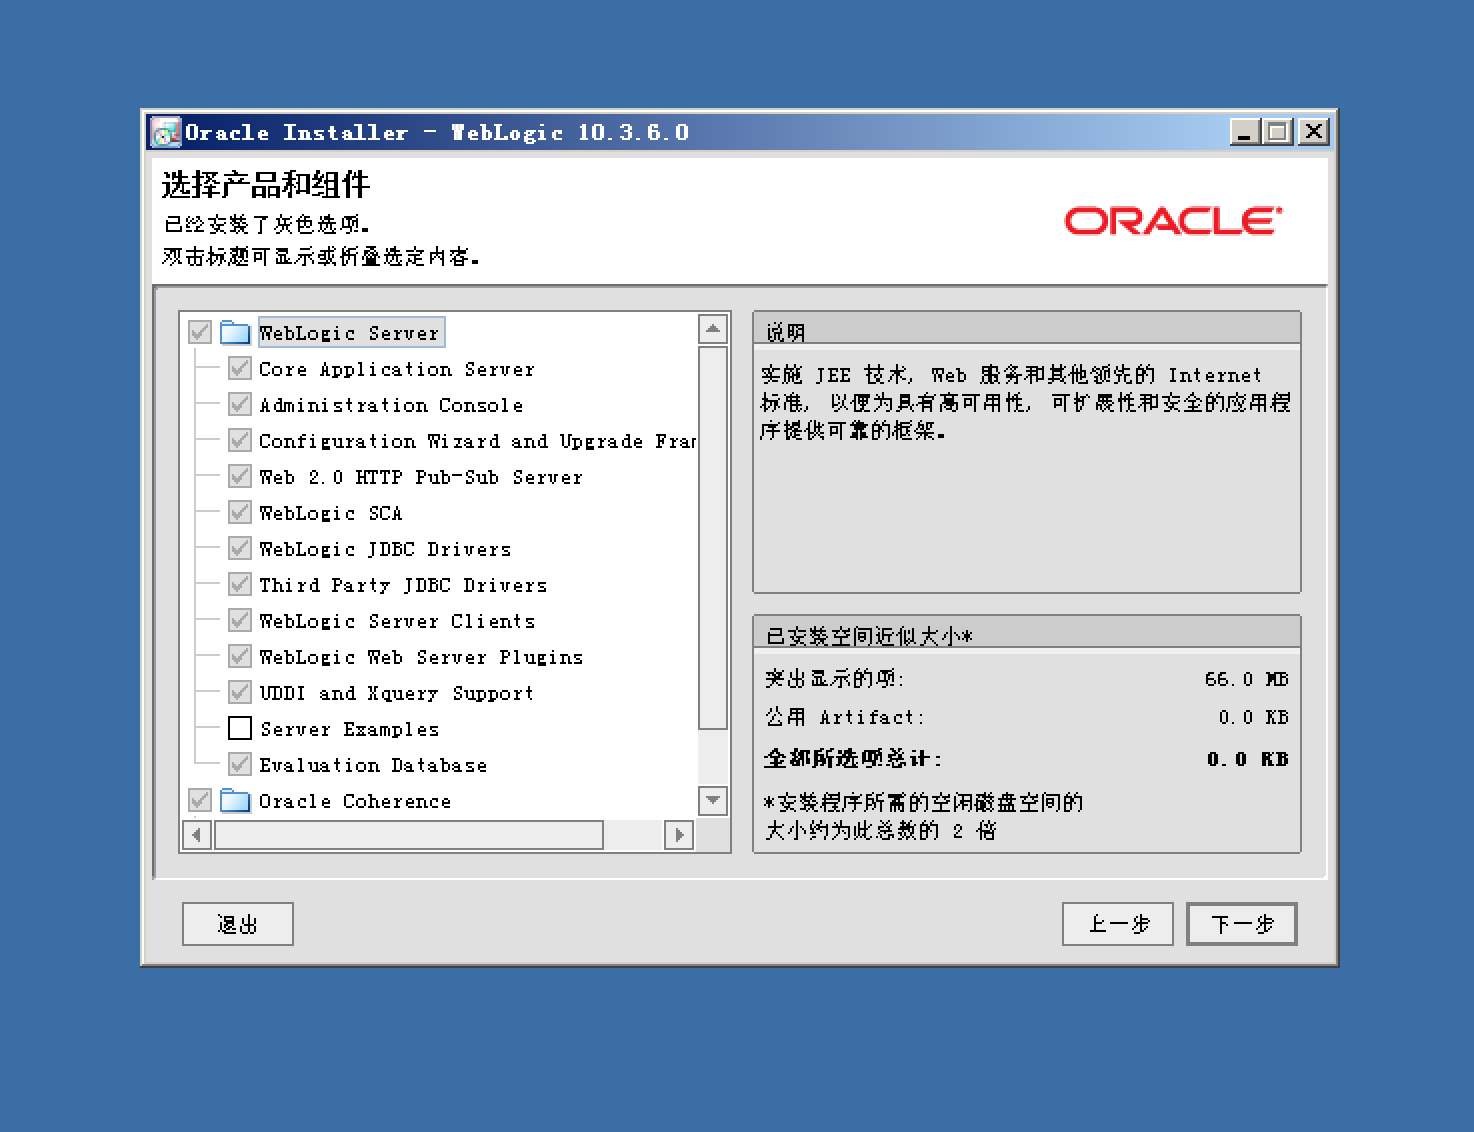 Oracle Installer - WebLogic 10.3.6.0
选择产品和组件
已经安装了灰色选项。
双击标题可显示或折叠选定内容。
ORACLE
WebLogic Server
Core Application Server
Administration Console
Configuration Wizard and Upgrade Fram
Web 2.0 HTTP Pub-Sub Server
WebLogic SCA
WebLogic JDBC Drivers
Third Party JDBC Drivers
WebLogic Server Clients
WebLogic Web Server Plugins
UDDI and Xquery Support
Server Examples
Evaluation Database
Oracle Coherence
说明
实施 JEE 技术, Web 服务和其他领先的 Internet
标准, 以便为具有高可用性, 可扩展性和安全的应用程
序提供可靠的框架。
已安装空间近似大小*
突出显示的项: 66.0 MB
公用 Artifact: 0.0 KB
全部所选项总计: 0.0 KB
*安装程序所需的空闲磁盘空间的
大小约为此总数的 2 倍
退出
上一步
下一步